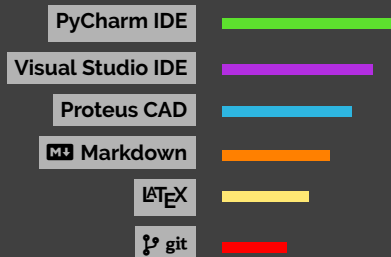 PyCharm IDE
Visual Studio IDE
Proteus CAD
M Markdown
LATEX
git